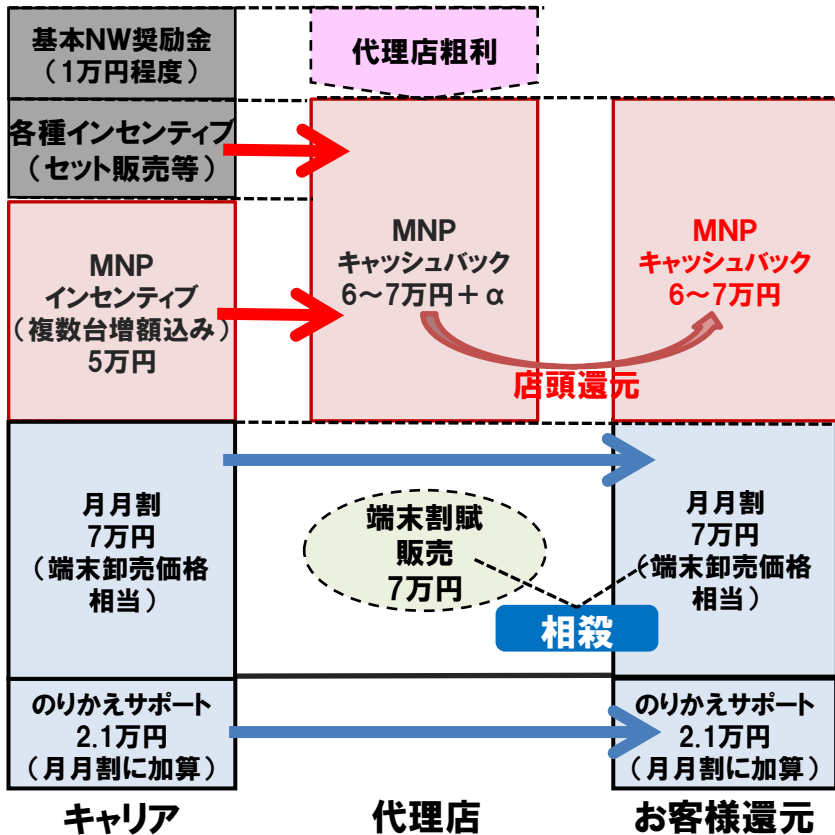 基本NW奨励金
（1万円程度）
各種インセンティブ
（セット販売等）
MNP
インセンティブ
（複数台増額込み）
5万円
月月割
7万円
（端末卸売価格
相当）
のりかえサポート
2.1万円
（月月割に加算）
キャリア
代理店粗利
MNP
キャッシュバック
6～7万円＋α
店頭還元
端末割賦
販売
7万円
相殺
代理店
MNP
キャッシュバック
6～7万円
月月割
7万円
（端末卸売価格
相当）
のりかえサポート
2.1万円
（月月割に加算）
お客様還元